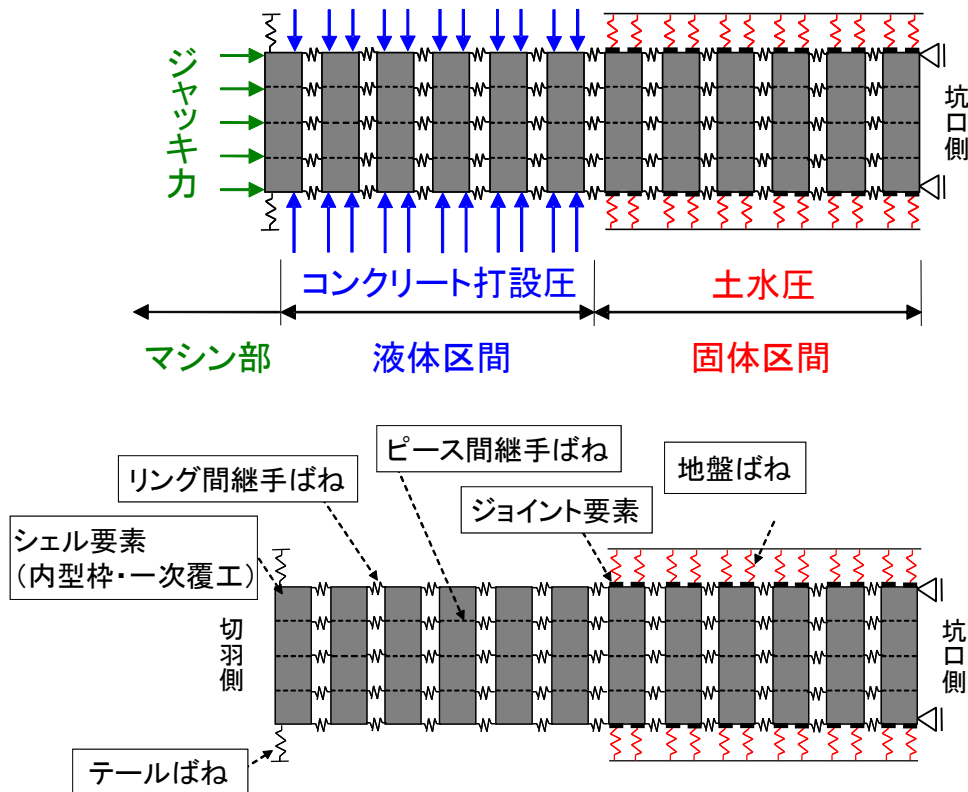 ジャッキ力
坑口側
コンクリート打設圧
土水圧
マシン部
液体区間
固体区間
ピース間継手ばね
リング間継手ばね
地盤ばね
ジョイント要素
シェル要素
(内型枠・一次覆工)
切羽側
坑口側
テールばね